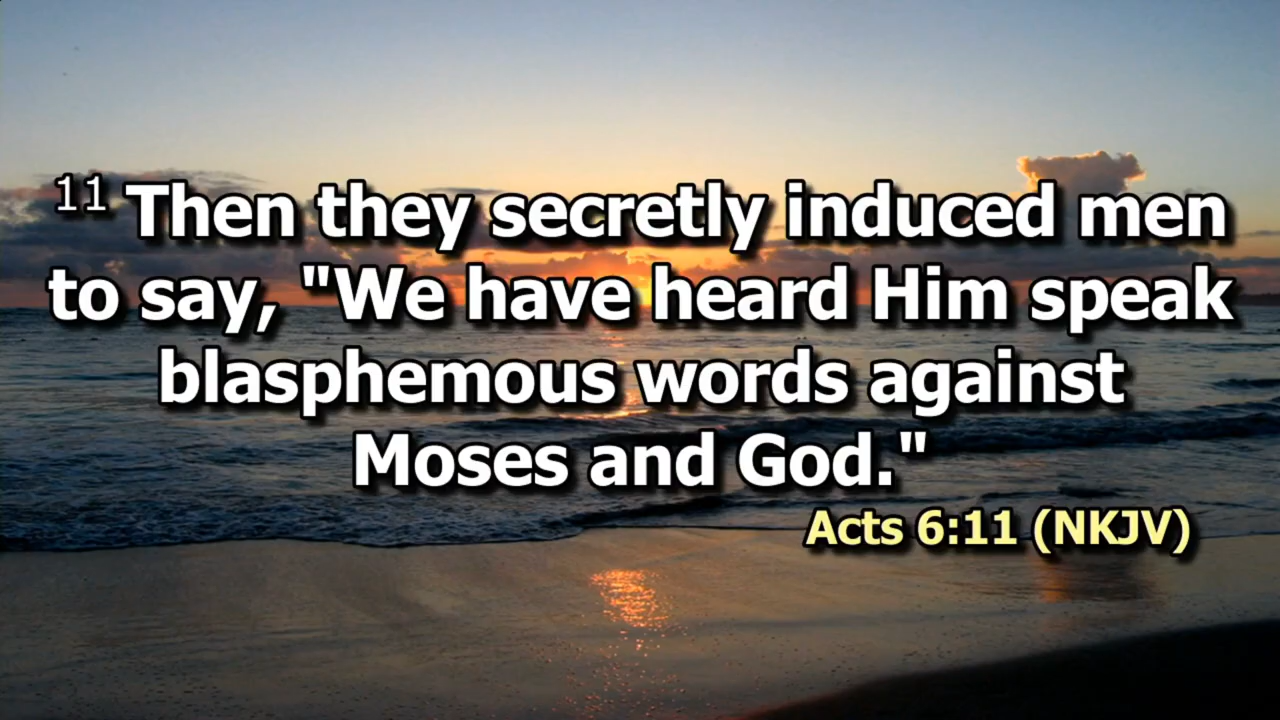 11 Then they secretly induced men
to say, "We have heard Him speak
blasphemous words against
Moses and God."
Acts 6:11 (NKJV)